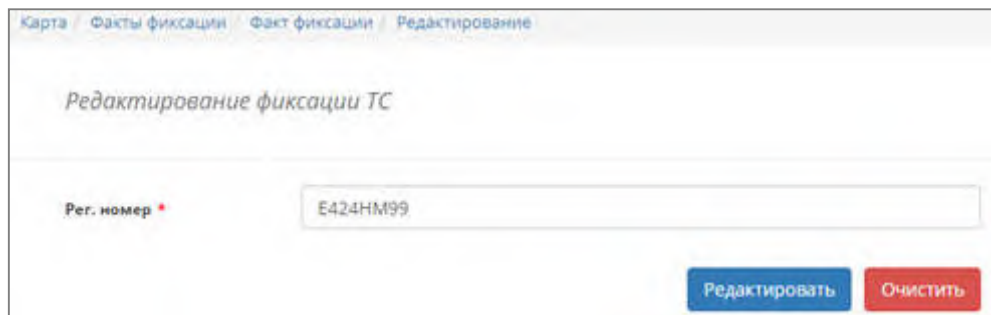 Карта / Факты фиксации / Факт фиксации / Редактирование
Редактирование фиксации ТС
Рег. номер * Е424НМ99
Редактировать Очистить